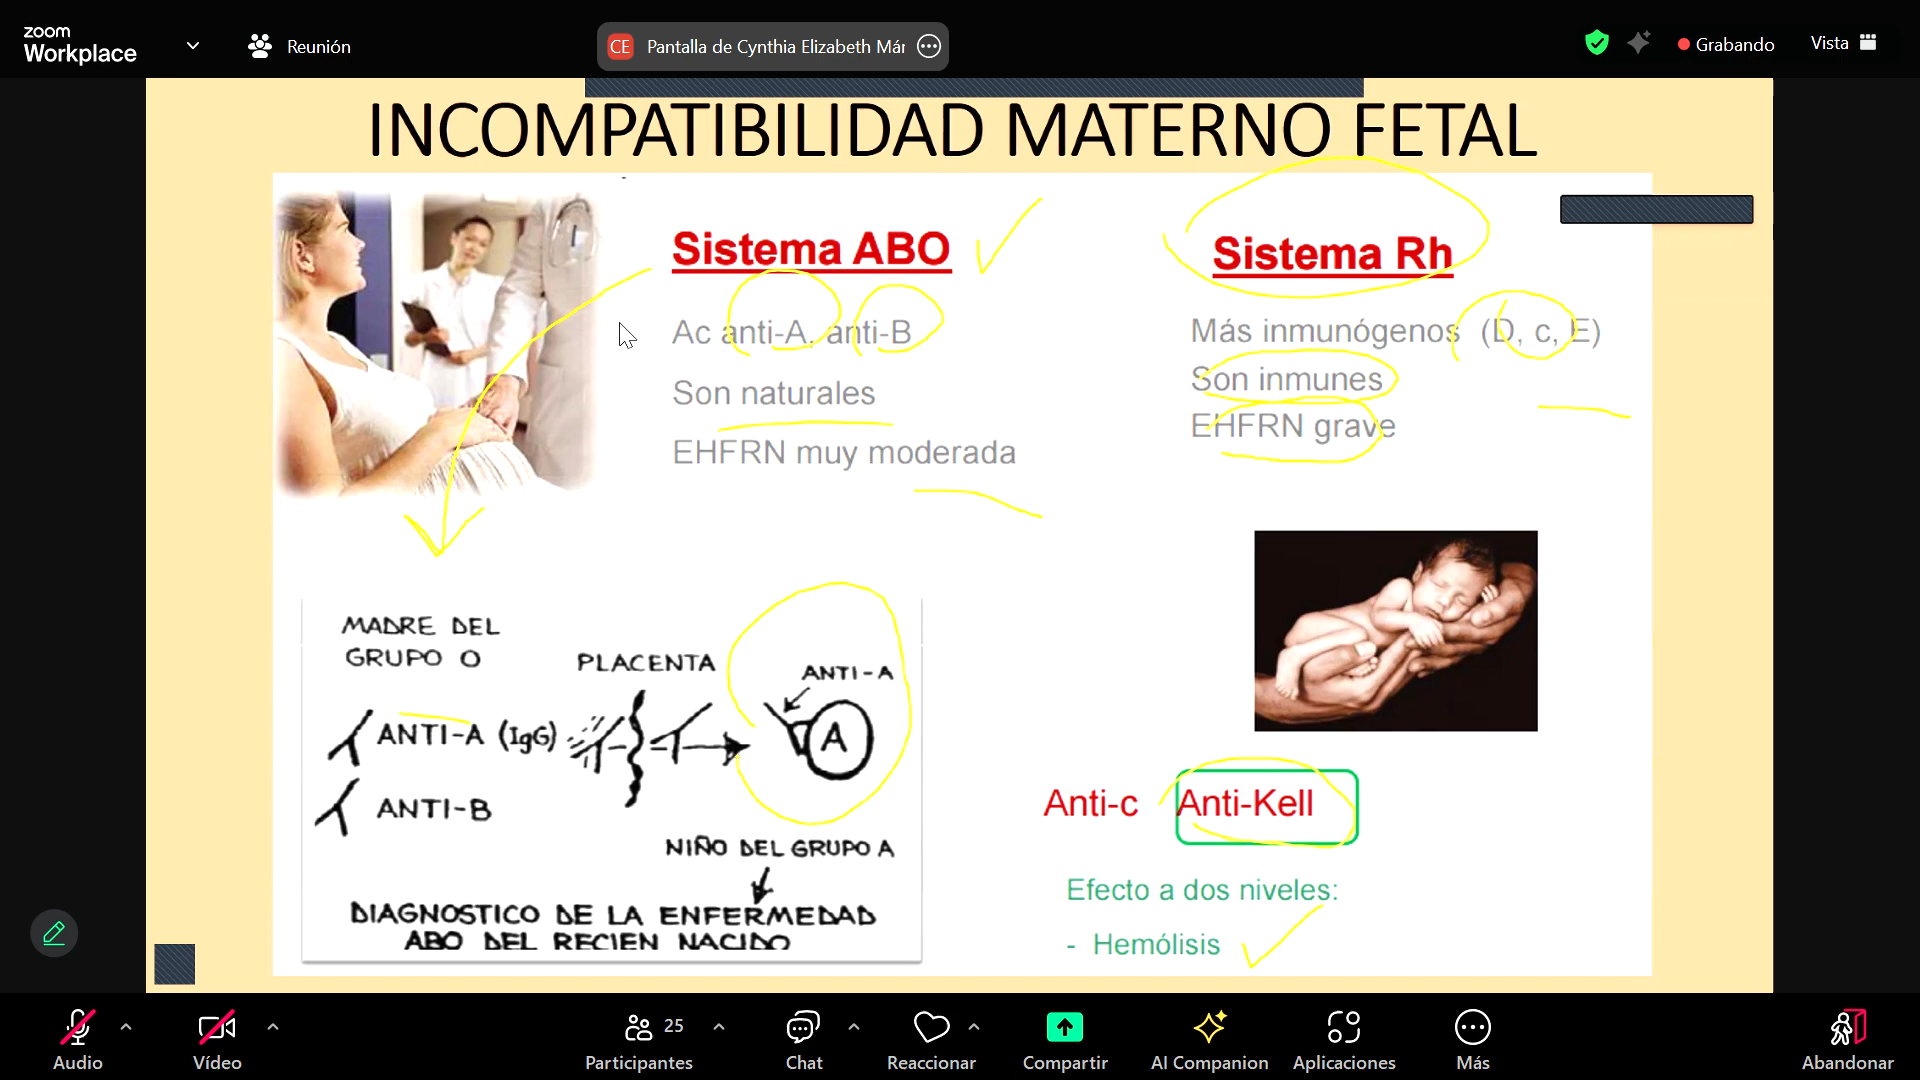 zoom
Workplace
Reunión
CE Pantalla de Cynthia Elizabeth Már
Grabando
Vista
INCOMPATIBILIDAD MATERNO FETAL
Sistema ABO
Ac anti-A, anti-B
Son naturales
EHFRN muy moderada
Sistema Rh
Más inmunógenos (D, c, E)
Son inmunes
EHFRN grave
MADRE DEL
GRUPO O
PLACENTA
ANTI-A
ANTI-A (IgG)
A
ANTI-B
NIÑO DEL GRUPO A
DIAGNOSTICO DE LA ENFERMEDAD
ABO DEL RECIEN NACIDO
Anti-c Anti-Kell
Efecto a dos niveles:
- Hemólisis
Audio
Vídeo
25
Participantes
Chat
Reaccionar
Compartir
AI Companion
Aplicaciones
Más
Abandonar